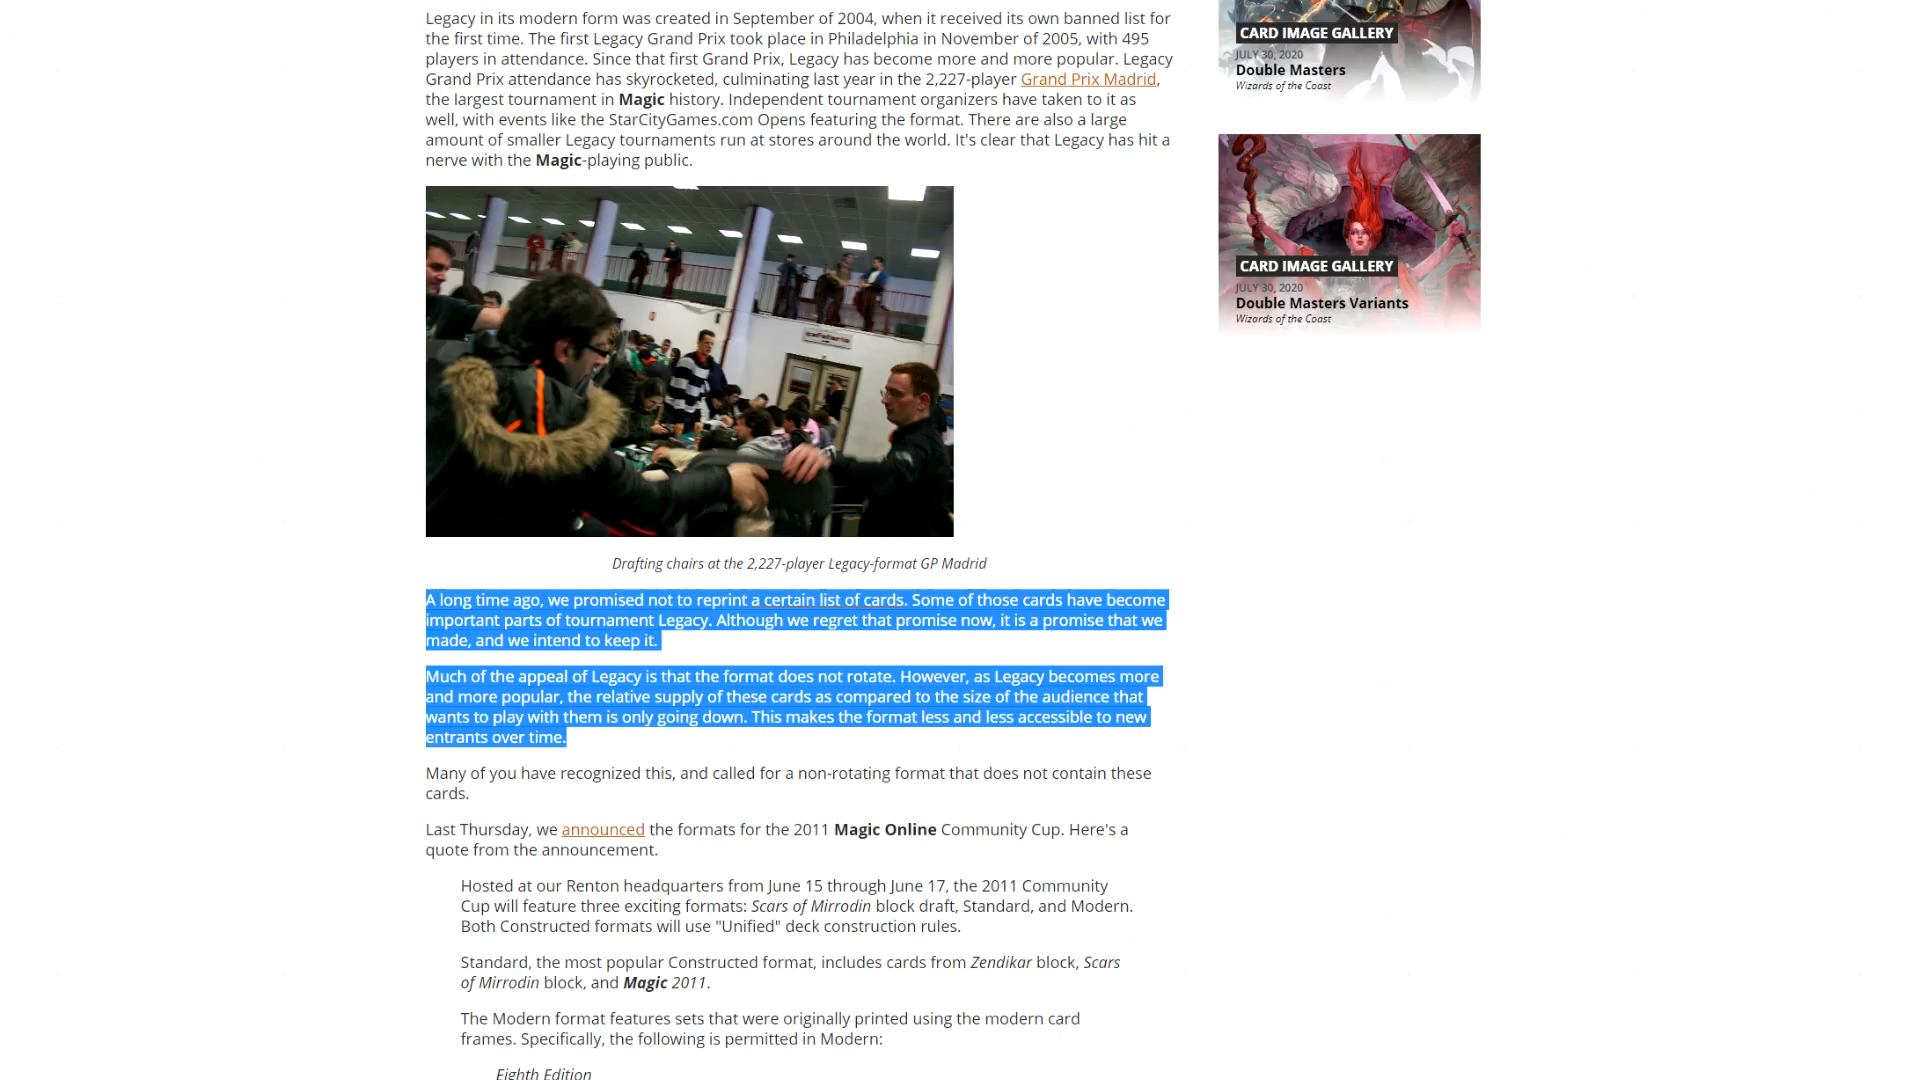 Legacy in its modern form was created in September of 2004, when it received its own banned list for
the first time. The first Legacy Grand Prix took place in Philadelphia in November of 2005, with 495
players in attendance. Since that first Grand Prix, Legacy has become more and more popular. Legacy
Grand Prix attendance has skyrocketed, culminating last year in the 2,227-player Grand Prix Madrid,
the largest tournament in Magic history. Independent tournament organizers have taken to it as
well, with events like the StarCityGames.com Opens featuring the format. There are also a large
amount of smaller Legacy tournaments run at stores around the world. It's clear that Legacy has hit a
nerve with the Magic-playing public.
cafetería
Drafting chairs at the 2,227-player Legacy-format GP Madrid
A long time ago, we promised not to reprint a certain list of cards. Some of those cards have become
important parts of tournament Legacy. Although we regret that promise now, it is a promise that we
made, and we intend to keep it.
Much of the appeal of Legacy is that the format does not rotate. However, as Legacy becomes more
and more popular, the relative supply of these cards as compared to the size of the audience that
wants to play with them is only going down. This makes the format less and less accessible to new
entrants over time.
Many of you have recognized this, and called for a non-rotating format that does not contain these
cards.
Last Thursday, we announced the formats for the 2011 Magic Online Community Cup. Here's a
quote from the announcement.
Hosted at our Renton headquarters from June 15 through June 17, the 2011 Community
Cup will feature three exciting formats: Scars of Mirrodin block draft, Standard, and Modern.
Both Constructed formats will use "Unified" deck construction rules.
Standard, the most popular Constructed format, includes cards from Zendikar block, Scars
of Mirrodin block, and Magic 2011.
The Modern format features sets that were originally printed using the modern card
frames. Specifically, the following is permitted in Modern:
Eighth Edition
CARD IMAGE GALLERY
JULY 30, 2020
Double Masters
Wizards of the Coast
CARD IMAGE GALLERY
JULY 30, 2020
Double Masters Variants
Wizards of the Coast